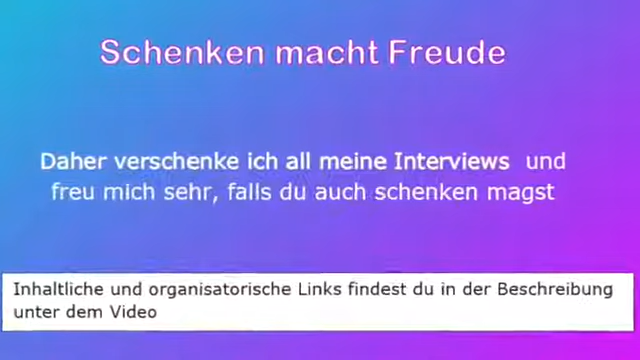 Schenken macht Freude
Daher verschenke ich all meine Interviews und
freu mich sehr, falls du auch schenken magst
Inhaltliche und organisatorische Links findest du in der Beschreibung
unter dem Video